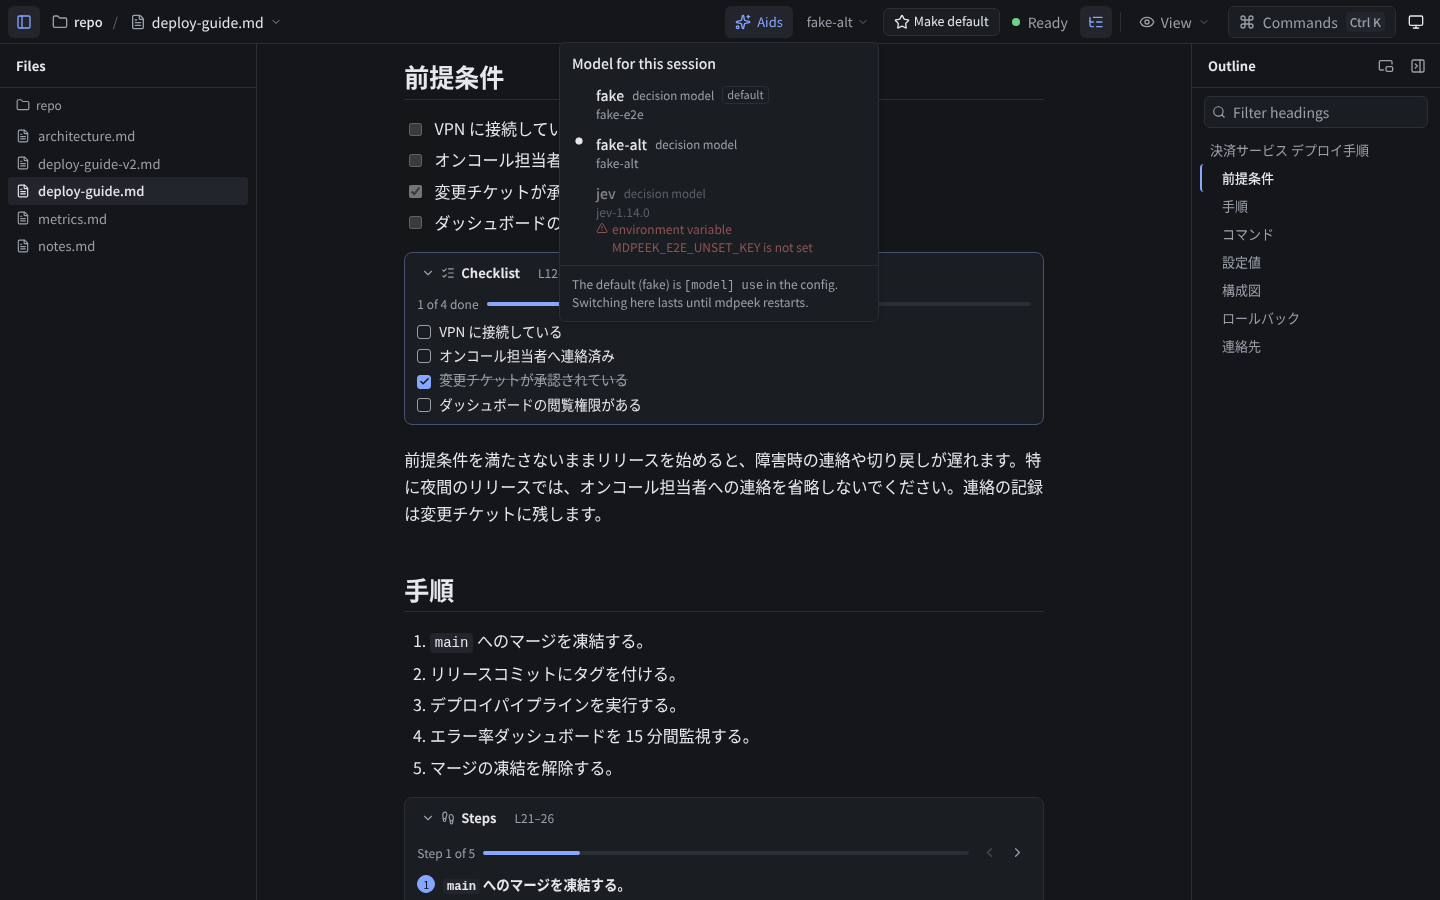 repo / deploy-guide.md
Aids
fake-alt
Make default
Ready
View
Commands Ctrl K
Files
repo
architecture.md
deploy-guide-v2.md
deploy-guide.md
metrics.md
notes.md
前提条件
VPN に接続してい
オンコール担当者
変更チケットが承
ダッシュボードの
Model for this session
fake decision model default
fake-e2e
fake-alt decision model
fake-alt
jev decision model
jev-1.14.0
environment variable
MDPEEK_E2E_UNSET_KEY is not set
The default (fake) is [model] use in the config.
Switching here lasts until mdpeek restarts.
Checklist L12
1 of 4 done
VPN に接続している
オンコール担当者へ連絡済み
変更チケットが承認されている
ダッシュボードの閲覧権限がある
前提条件を満たさないままリリースを始めると、障害時の連絡や切り戻しが遅れます。特
に夜間のリリースでは、オンコール担当者への連絡を省略しないでください。連絡の記録
は変更チケットに残します。
手順
1. main へのマージを凍結する。
2. リリースコミットにタグを付ける。
3. デプロイパイプラインを実行する。
4. エラー率ダッシュボードを 15 分間監視する。
5. マージの凍結を解除する。
Steps L21–26
Step 1 of 5
1 main へのマージを凍結する。
Outline
Filter headings
決済サービス デプロイ手順
前提条件
手順
コマンド
設定値
構成図
ロールバック
連絡先